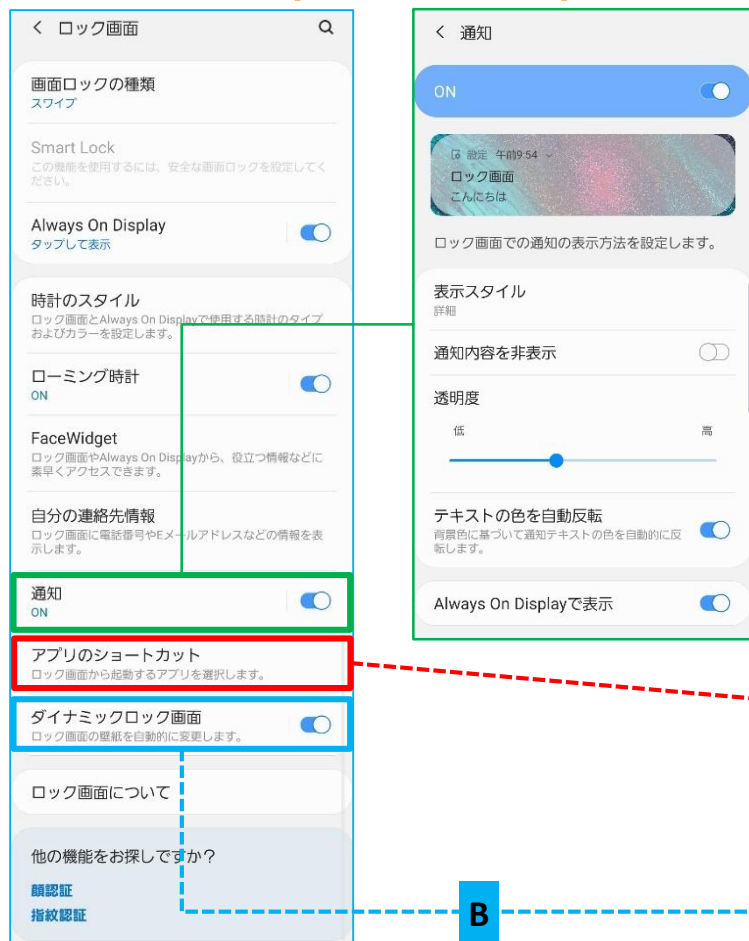 ロック画面
画面ロックの種類
スワイプ
Smart Lock
この機能を使用するには、安全な画面ロックを設定してく
ださい。
Always On Display
タップして表示
時計のスタイル
ロック画面とAlways On Displayで使用する時計のタイプ
およびカラーを設定します。
ローミング時計
ON
FaceWidget
ロック画面やAlways On Displayから、役立つ情報などに
素早くアクセスできます。
自分の連絡先情報
ロック画面に電話番号やEメールアドレスなどの情報を表
示します。
通知
ON
アプリのショートカット
ロック画面から起動するアプリを選択します。
ダイナミックロック画面
ロック画面の壁紙を自動的に変更します。
ロック画面について
他の機能をお探しですか？
顔認証
指紋認証
通知
ON
設定 午前9:54
ロック画面
こんにちは
ロック画面での通知の表示方法を設定します。
表示スタイル
詳細
通知内容を非表示
透明度
低 高
テキストの色を自動反転
背景色に基づいて通知テキストの色を自動的に反
転します。
Always On Displayで表示
B